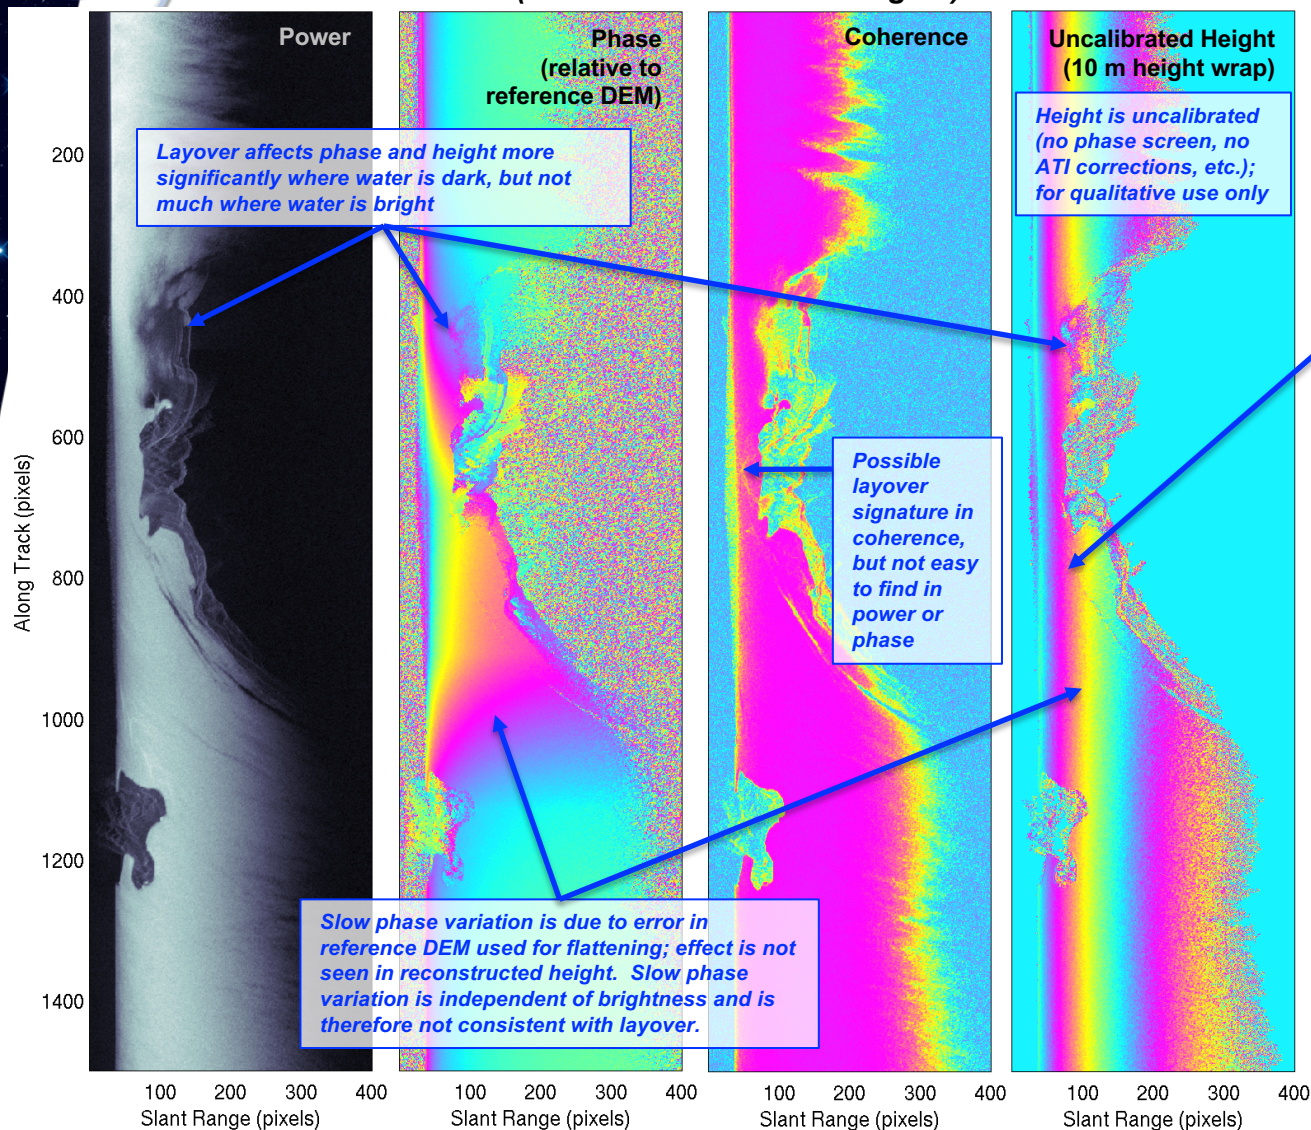 Power
Phase
(relative to
reference DEM)
Coherence
Uncalibrated Height
(10 m height wrap)
Layover affects phase and height more
significantly where water is dark, but not
much where water is bright
Height is uncalibrated
(no phase screen, no
ATI corrections, etc.);
for qualitative use only
Possible
layover
signature in
coherence,
but not easy
to find in
power or
phase
Slow phase variation is due to error in
reference DEM used for flattening; effect is not
seen in reconstructed height. Slow phase
variation is independent of brightness and is
therefore not consistent with layover.
Along Track (pixels)
200
400
600
800
1000
1200
1400
100 200 300 400
100 200 300 400
100 200 300 400
100 200 300 400
Slant Range (pixels)
Slant Range (pixels)
Slant Range (pixels)
Slant Range (pixels)